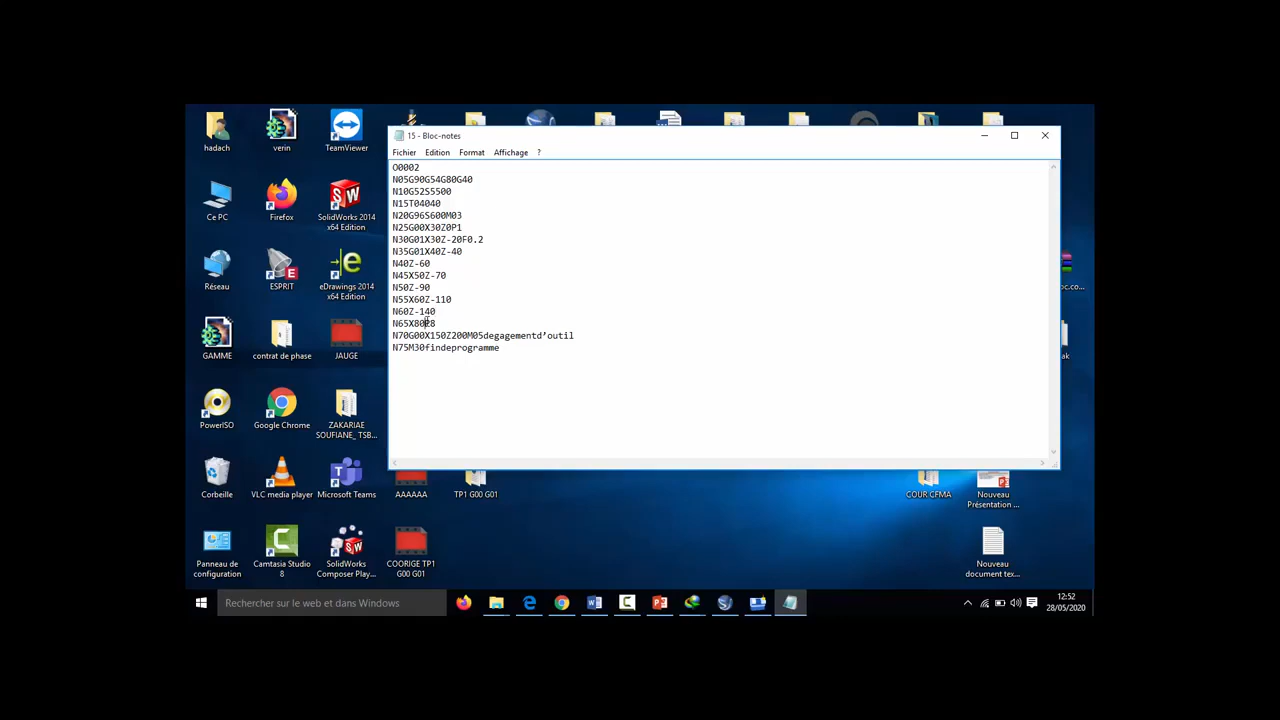 15 - Bloc-notes
Fichier Edition Format Affichage ?
O0002
N05G90G54G80G40
N10G52S5500
N15T04040
N20G96S600M03
N25G00X30Z0P1
N30G01X30Z-20F0.2
N35G01X40Z-40
N40Z-60
N45X50Z-70
N50Z-90
N55X60Z-110
N60Z-140
N70G00X150Z200M05degagementd’outil
N75M30findeprogramme
hadach
verin
TeamViewer
Ce PC
Firefox
SolidWorks 2014
x64 Edition
Réseau
ESPRIT
eDrawings 2014
x64 Edition
oc.co...
GAMME
contrat de phase
JAUGE
ak
PowerISO
Google Chrome
ZAKARIAE
SOUFIANE_ TSB...
Corbeille
VLC media player
Microsoft Teams
AAAAAA
TP1 G00 G01
COUR CFMA
Nouveau
Présentation ...
Panneau de
configuration
Camtasia Studio
8
SolidWorks
Composer Play...
COORIGE TP1
G00 G01
Nouveau
document tex...
Rechercher sur le web et dans Windows
12:52
28/05/2020